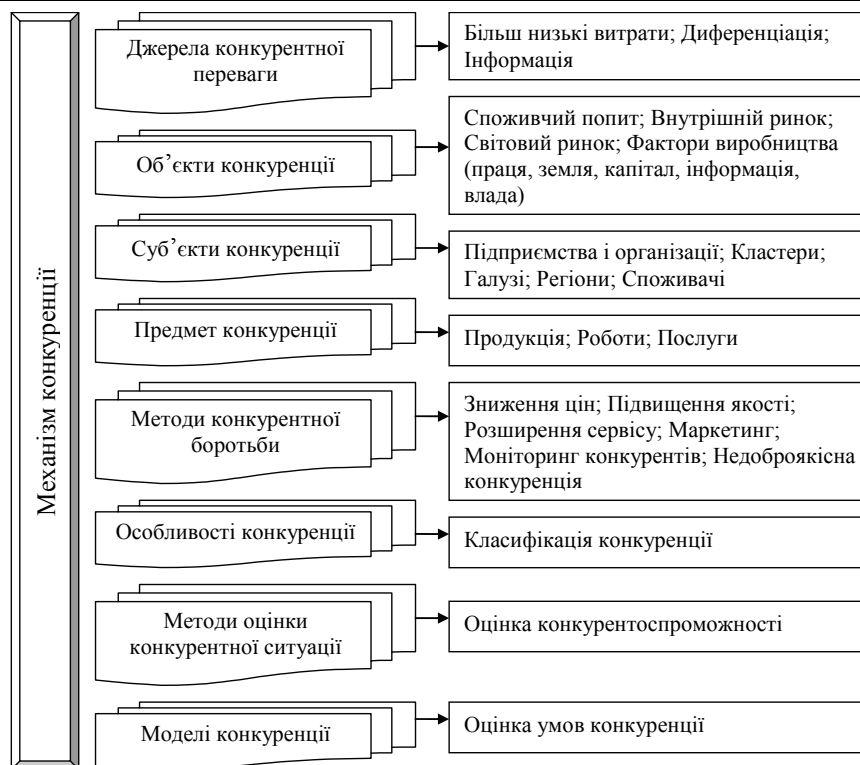 Механізм конкуренції
Джерела конкурентної
переваги
Більш низькі витрати; Диференціація;
Інформація
Об’єкти конкуренції
Споживчий попит; Внутрішній ринок;
Світовий ринок; Фактори виробництва
(праця, земля, капітал, інформація,
влада)
Суб’єкти конкуренції
Підприємства і організації; Кластери;
Галузі; Регіони; Споживачі
Предмет конкуренції
Продукція; Роботи; Послуги
Методи конкурентної
боротьби
Зниження цін; Підвищення якості;
Розширення сервісу; Маркетинг;
Моніторинг конкурентів; Недоброякісна
конкуренція
Особливості конкуренції
Класифікація конкуренції
Методи оцінки
конкурентної ситуації
Оцінка конкурентоспроможності
Моделі конкуренції
Оцінка умов конкуренції